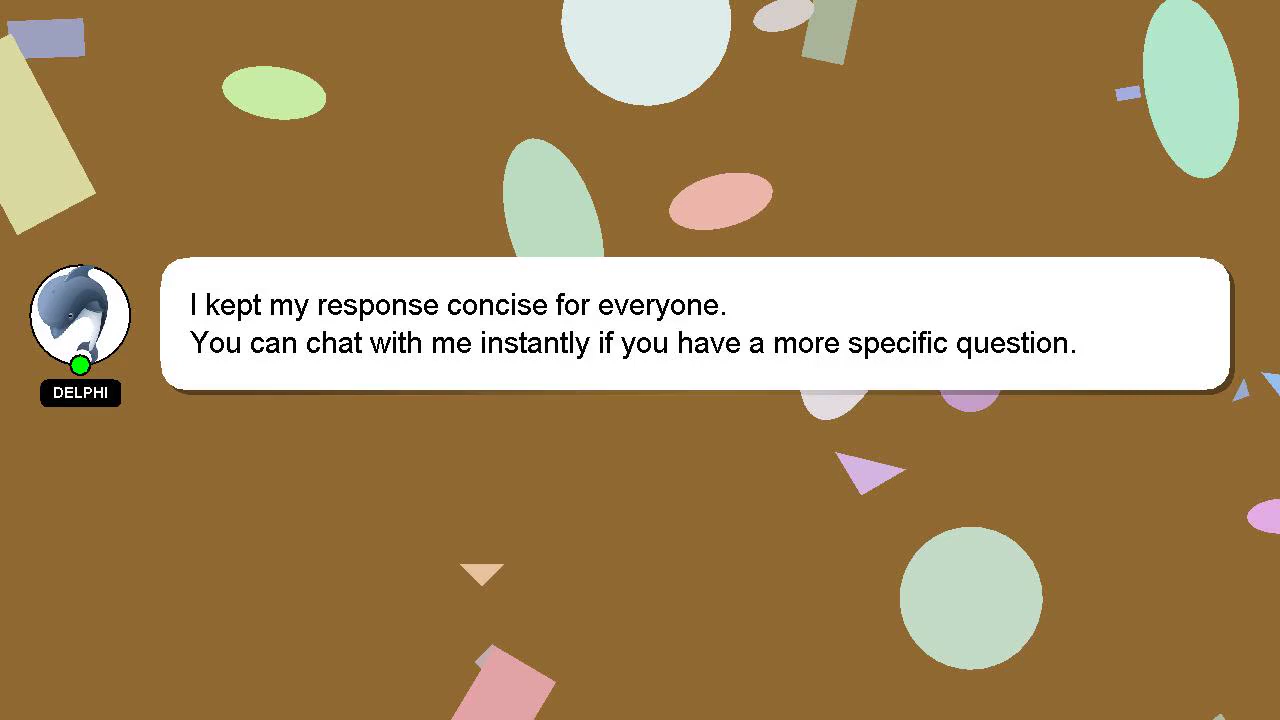 I kept my response concise for everyone.
You can chat with me instantly if you have a more specific question.
DELPHI